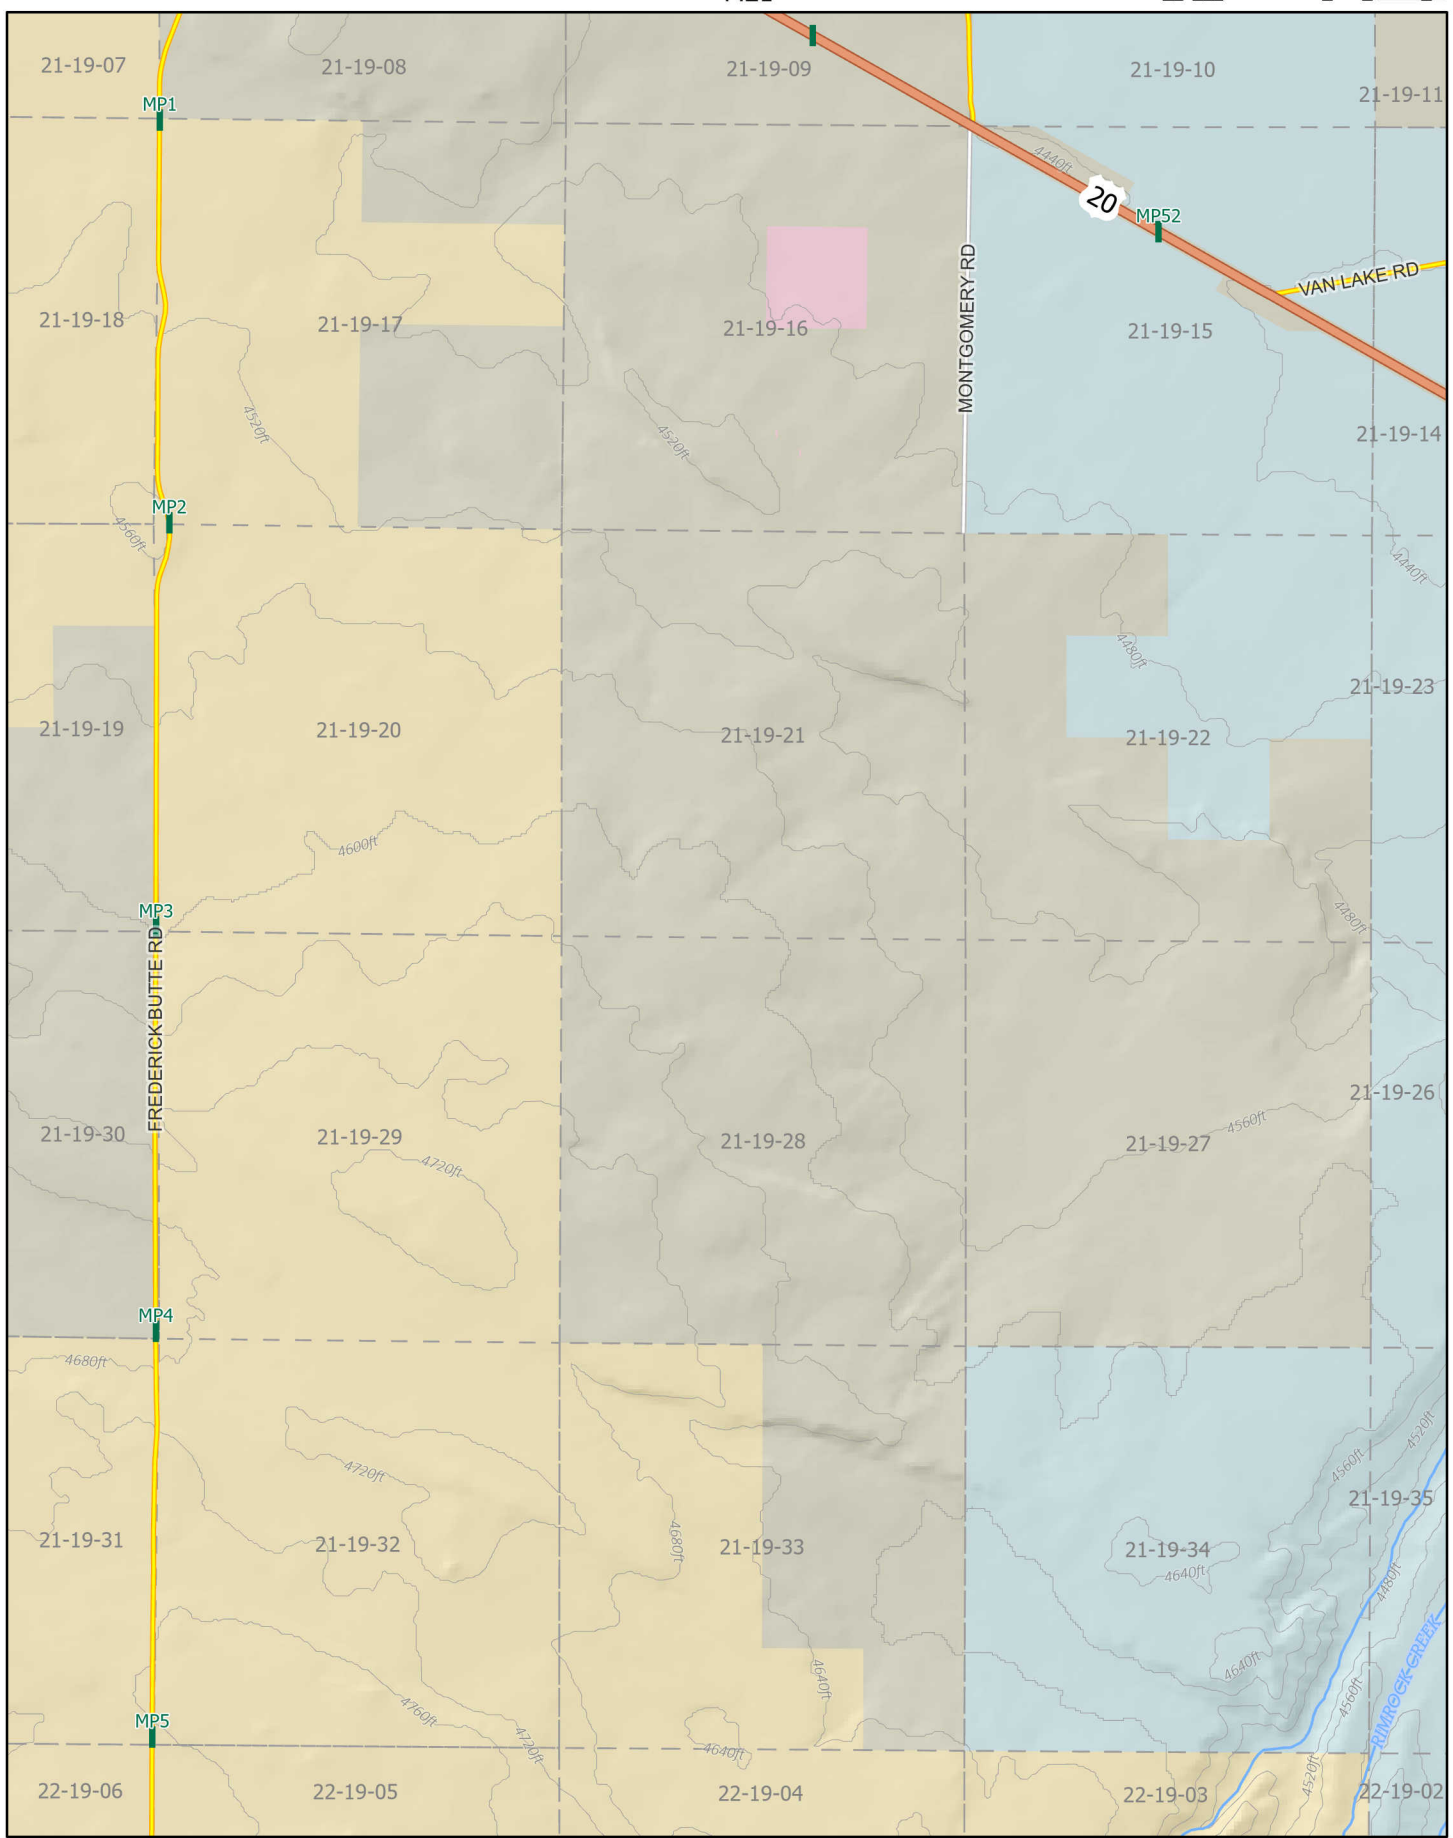 21-19-07
21-19-08
21-19-09
21-19-10
21-19-11
MP1
4440ft
20
MP52
VAN LAKE RD
MONTGOMERY RD
21-19-18
21-19-17
21-19-16
21-19-15
4520ft
4520ft
21-19-14
MP2
4560ft
4440ft
4480ft
21-19-23
21-19-19
21-19-20
21-19-21
21-19-22
4600ft
MP3
4480ft
FREDERICK BUTTE RD
21-19-26
4560ft
21-19-30
21-19-29
21-19-28
21-19-27
4720ft
MP4
4680ft
4520ft
4720ft
4560ft
21-19-35
21-19-31
21-19-32
4680ft
21-19-33
21-19-34
4640ft
4480ft
4640ft
4640ft
4560ft
RIMROCK-CREEK
4760ft
MP5
4720ft
4640ft
4520ft
22-19-06
22-19-05
22-19-04
22-19-03
22-19-02